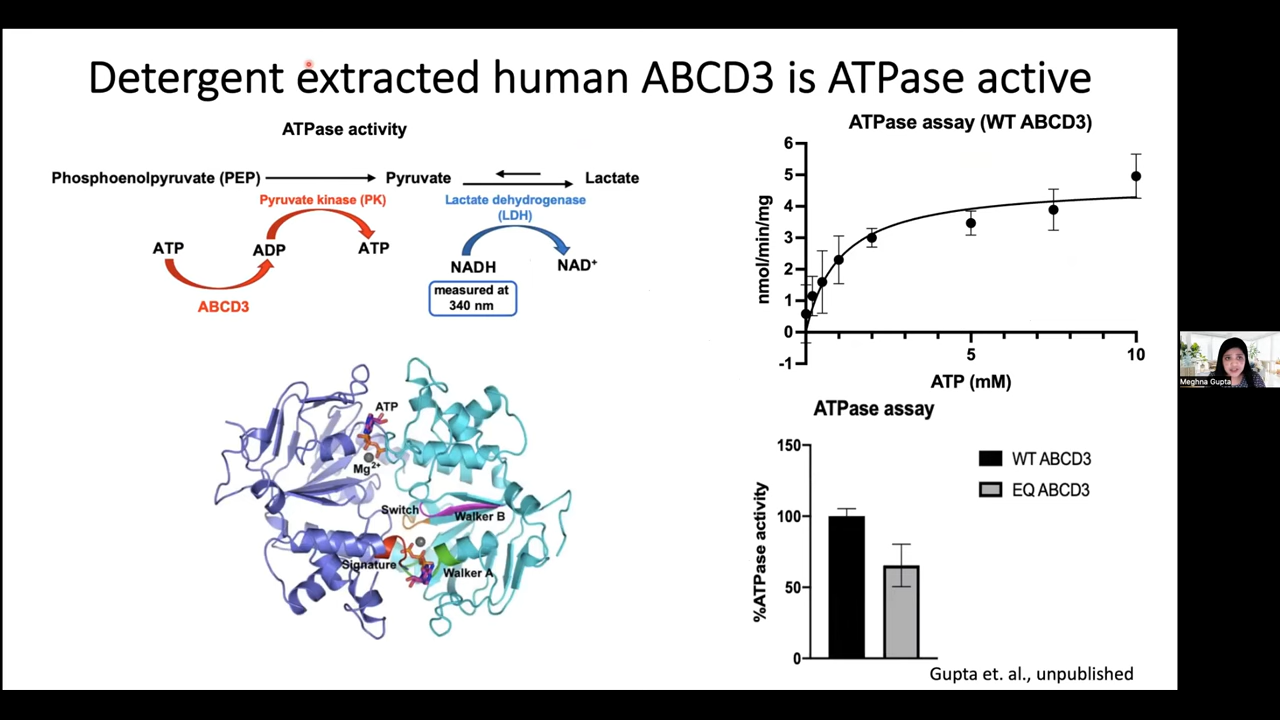 Detergent extracted human ABCD3 is ATPase active
ATPase activity
Phosphoenolpyruvate (PEP)
Pyruvate
Lactate
Pyruvate kinase (PK)
Lactate dehydrogenase
(LDH)
ATP
ADP
ATP
NADH
NAD+
ABCD3
measured at
340 nm
ATP
Mg2+
Switch
Walker B
Signature
Walker A
ATPase assay (WT ABCD3)
nmol/min/mg
6
5
4
3
2
1
0
-1
5
10
ATP (mM)
ATPase assay
%ATPase activity
150
100
50
0
WT ABCD3
EQ ABCD3
Gupta et. al., unpublished
Meghna Gupta